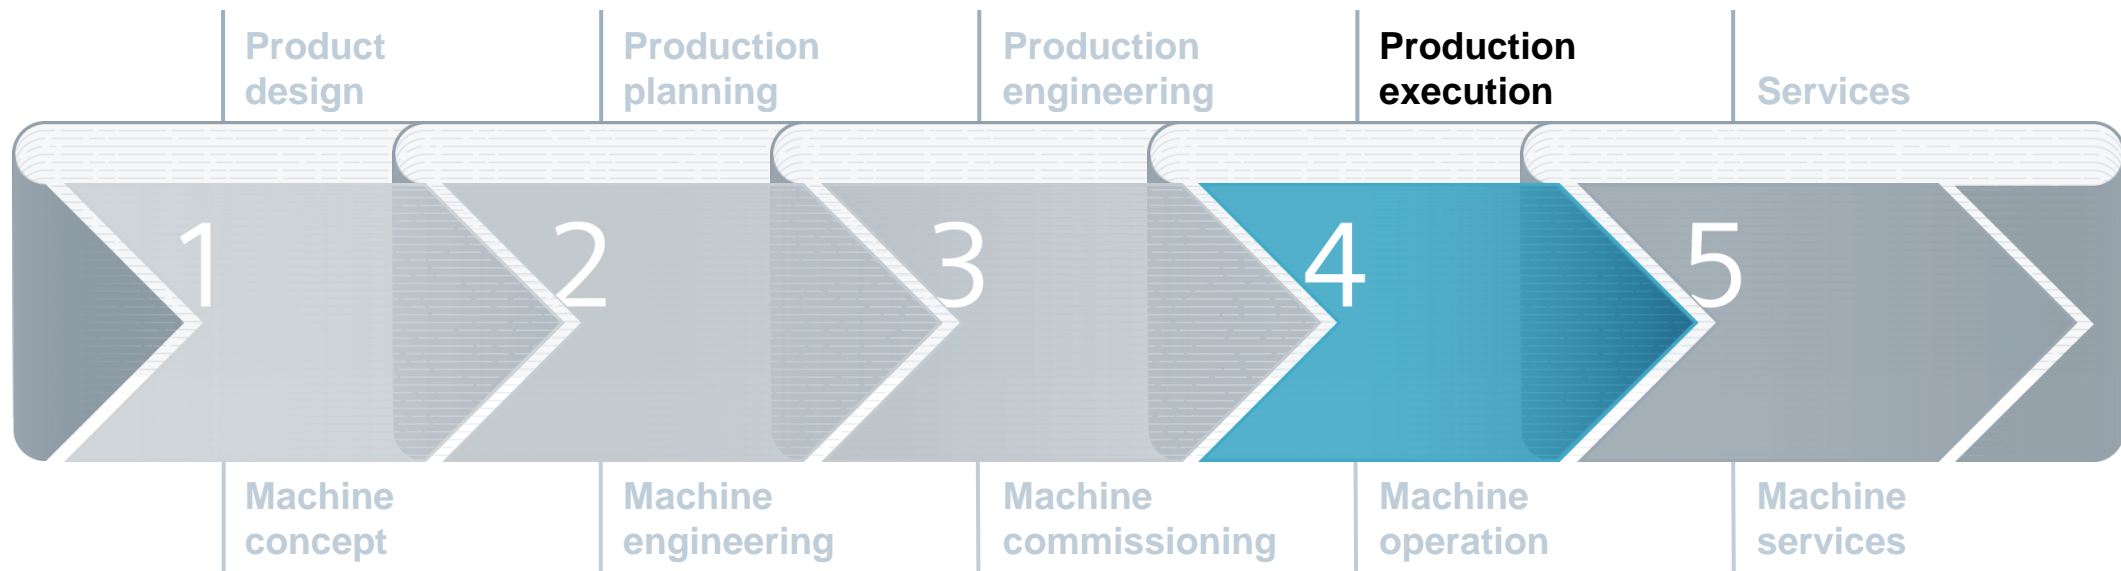 Product
design
Production
planning
Production
engineering
Production
execution
Services
1
2
3
4
5
Machine
concept
Machine
engineering
Machine
commissioning
Machine
operation
Machine
services